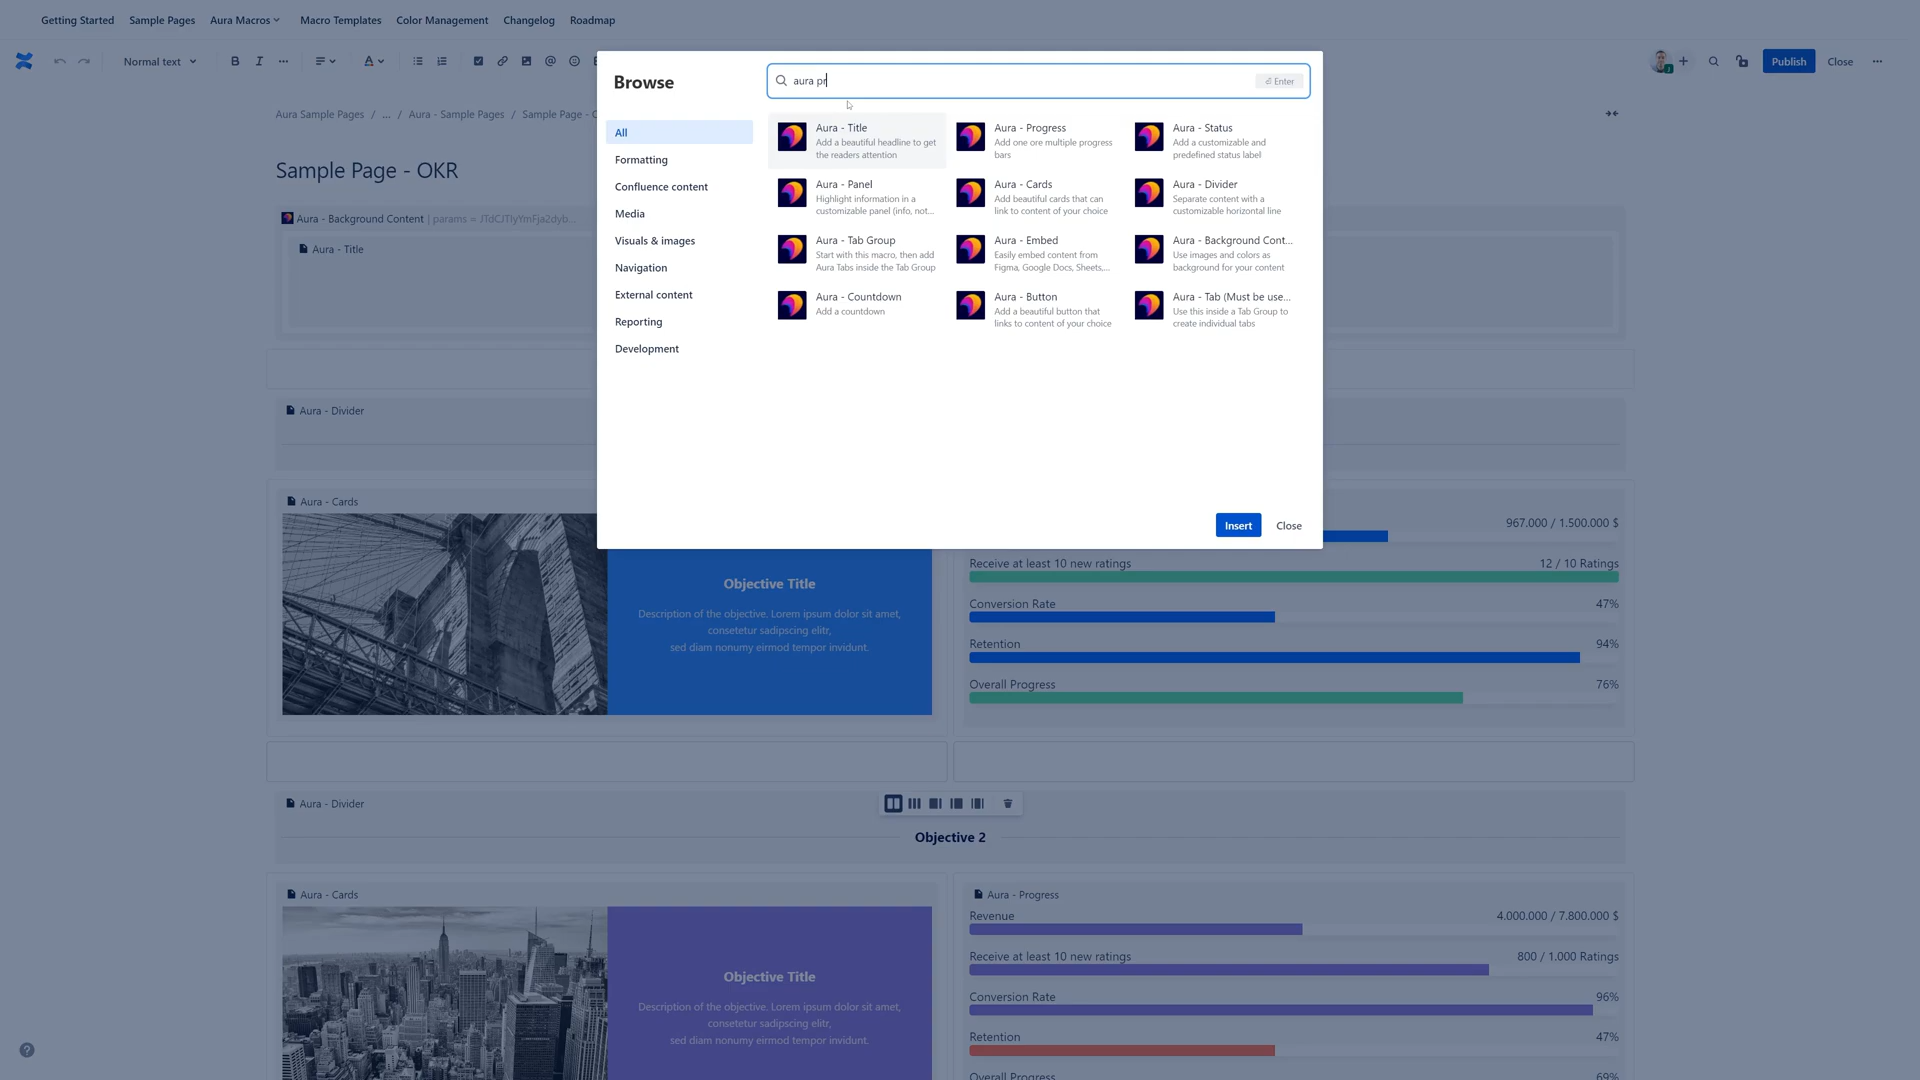 Getting Started Sample Pages Aura Macros Macro Templates Color Management Changelog Roadmap
Normal text B I A Publish Close
Browse
aura pr Enter
All
Formatting
Confluence content
Media
Visuals & images
Navigation
External content
Reporting
Development
Aura - Title
Add a beautiful headline to get
the readers attention
Aura - Progress
Add one ore multiple progress
bars
Aura - Status
Add a customizable and
predefined status label
Aura - Panel
Highlight information in a
customizable panel (info, not...
Aura - Cards
Add beautiful cards that can
link to content of your choice
Aura - Divider
Separate content with a
customizable horizontal line
Aura - Tab Group
Start with this macro, then add
Aura Tabs inside the Tab Group
Aura - Embed
Easily embed content from
Figma, Google Docs, Sheets,...
Aura - Background Cont...
Use images and colors as
background for your content
Aura - Countdown
Add a countdown
Aura - Button
Add a beautiful button that
links to content of your choice
Aura - Tab (Must be use...
Use this inside a Tab Group to
create individual tabs
Insert Close
Aura Sample Pages / ... / Aura - Sample Pages / Sample Page -
Sample Page - OKR
Aura - Background Content
Aura - Title
Aura - Divider
Aura - Cards
Objective Title
Description of the objective. Lorem ipsum dolor sit amet,
consetetur sadipscing elitr,
sed diam nonumy eirmod tempor invidunt.
967.000 / 1.500.000 $
Receive at least 10 new ratings 12 / 10 Ratings
Conversion Rate 47%
Retention 94%
Overall Progress 76%
Aura - Divider
Objective 2
Aura - Cards
Objective Title
Description of the objective. Lorem ipsum dolor sit amet,
consetetur sadipscing elitr,
sed diam nonumy eirmod tempor invidunt.
Aura - Progress
Revenue 4.000.000 / 7.800.000 $
Receive at least 10 new ratings 800 / 1.000 Ratings
Conversion Rate 96%
Retention 47%
Overall Progress 69%